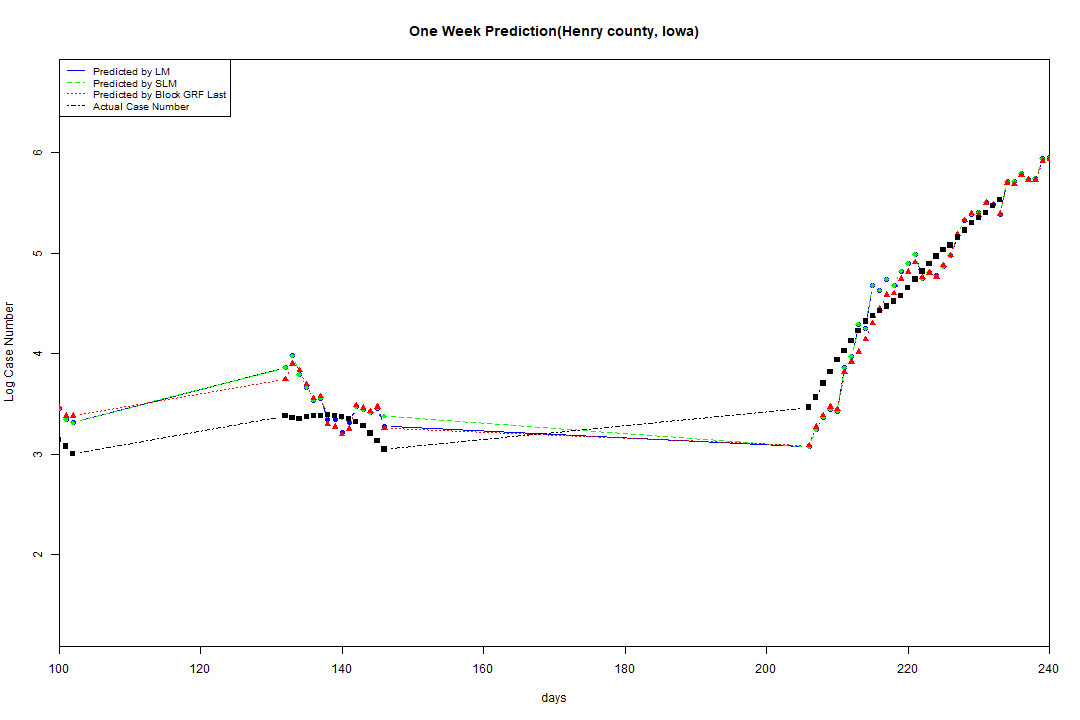 One Week Prediction(Henry county, Iowa)
Predicted by LM
Predicted by SLM
Predicted by Block GRF Last
Actual Case Number
6
5
4
3
2
Log Case Number
100 120 140 160 180 200 220 240
days